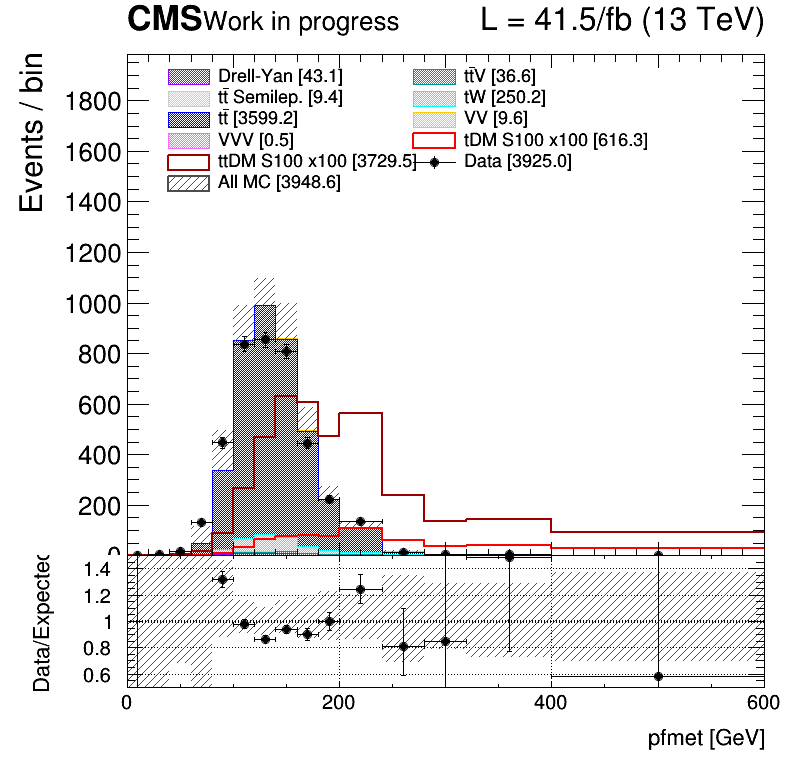 CMS Work in progress L = 41.5/fb (13 TeV)
Drell-Yan [43.1] tt̄V [36.6]
tt̄ Semilep. [9.4] tW [250.2]
tt̄ [3599.2] VV [9.6]
VVV [0.5] tDM S100 x100 [616.3]
ttDM S100 x100 [3729.5] Data [3925.0]
All MC [3948.6]
Events / bin
1800
1600
1400
1200
1000
800
600
400
200
0
Data/Expected
1.4
1.2
1
0.8
0.6
0 200 400 600
pfmet [GeV]